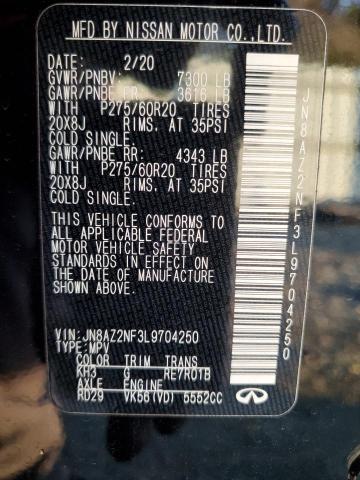 MFD BY NISSAN MOTOR CO.,LTD.
DATE: 2/20
GVWR/PNBV: 7300 LB
GAWR/PNBE FR: 3616 LB
WITH P275/60R20 TIRES
20X8J RIMS, AT 35PSI
COLD SINGLE.
GAWR/PNBE RR: 4343 LB
WITH P275/60R20 TIRES
20X8J RIMS, AT 35PSI
COLD SINGLE.
THIS VEHICLE CONFORMS TO
ALL APPLICABLE FEDERAL
MOTOR VEHICLE SAFETY
STANDARDS IN EFFECT ON
THE DATE OF MANUFACTURE
SHOWN ABOVE.
VIN:JN8AZ2NF3L9704250
TYPE:MPV
COLOR TRIM TRANS
KH3 G RE7R01B
AXLE ENGINE
RD29 VK56(VD) 5552CC
JN8AZ2NF3L9704250
INFINITI